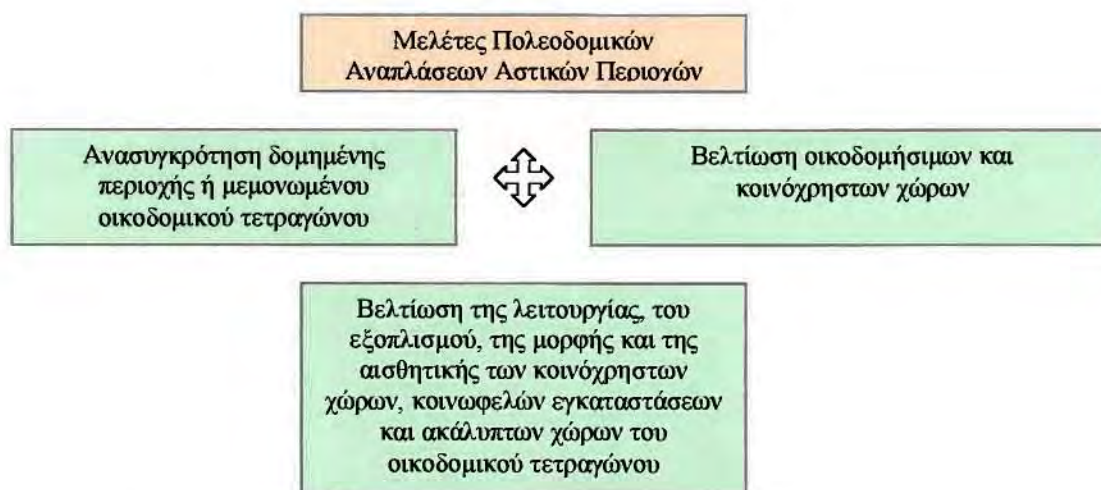 Μελέτες Πολεοδομικών
Αναπλάσεων Αστικών Περιοχών
Ανασυγκρότηση δομημένης
περιοχής ή μεμονωμένου
οικοδομικού τετραγώνου
Βελτίωση οικοδομήσιμων και
κοινόχρηστων χώρων
Βελτίωση της λειτουργίας, του
εξοπλισμού, της μορφής και της
αισθητικής των κοινόχρηστων
χώρων, κοινωφελών εγκαταστάσεων
και ακάλυπτων χώρων του
οικοδομικού τετραγώνου